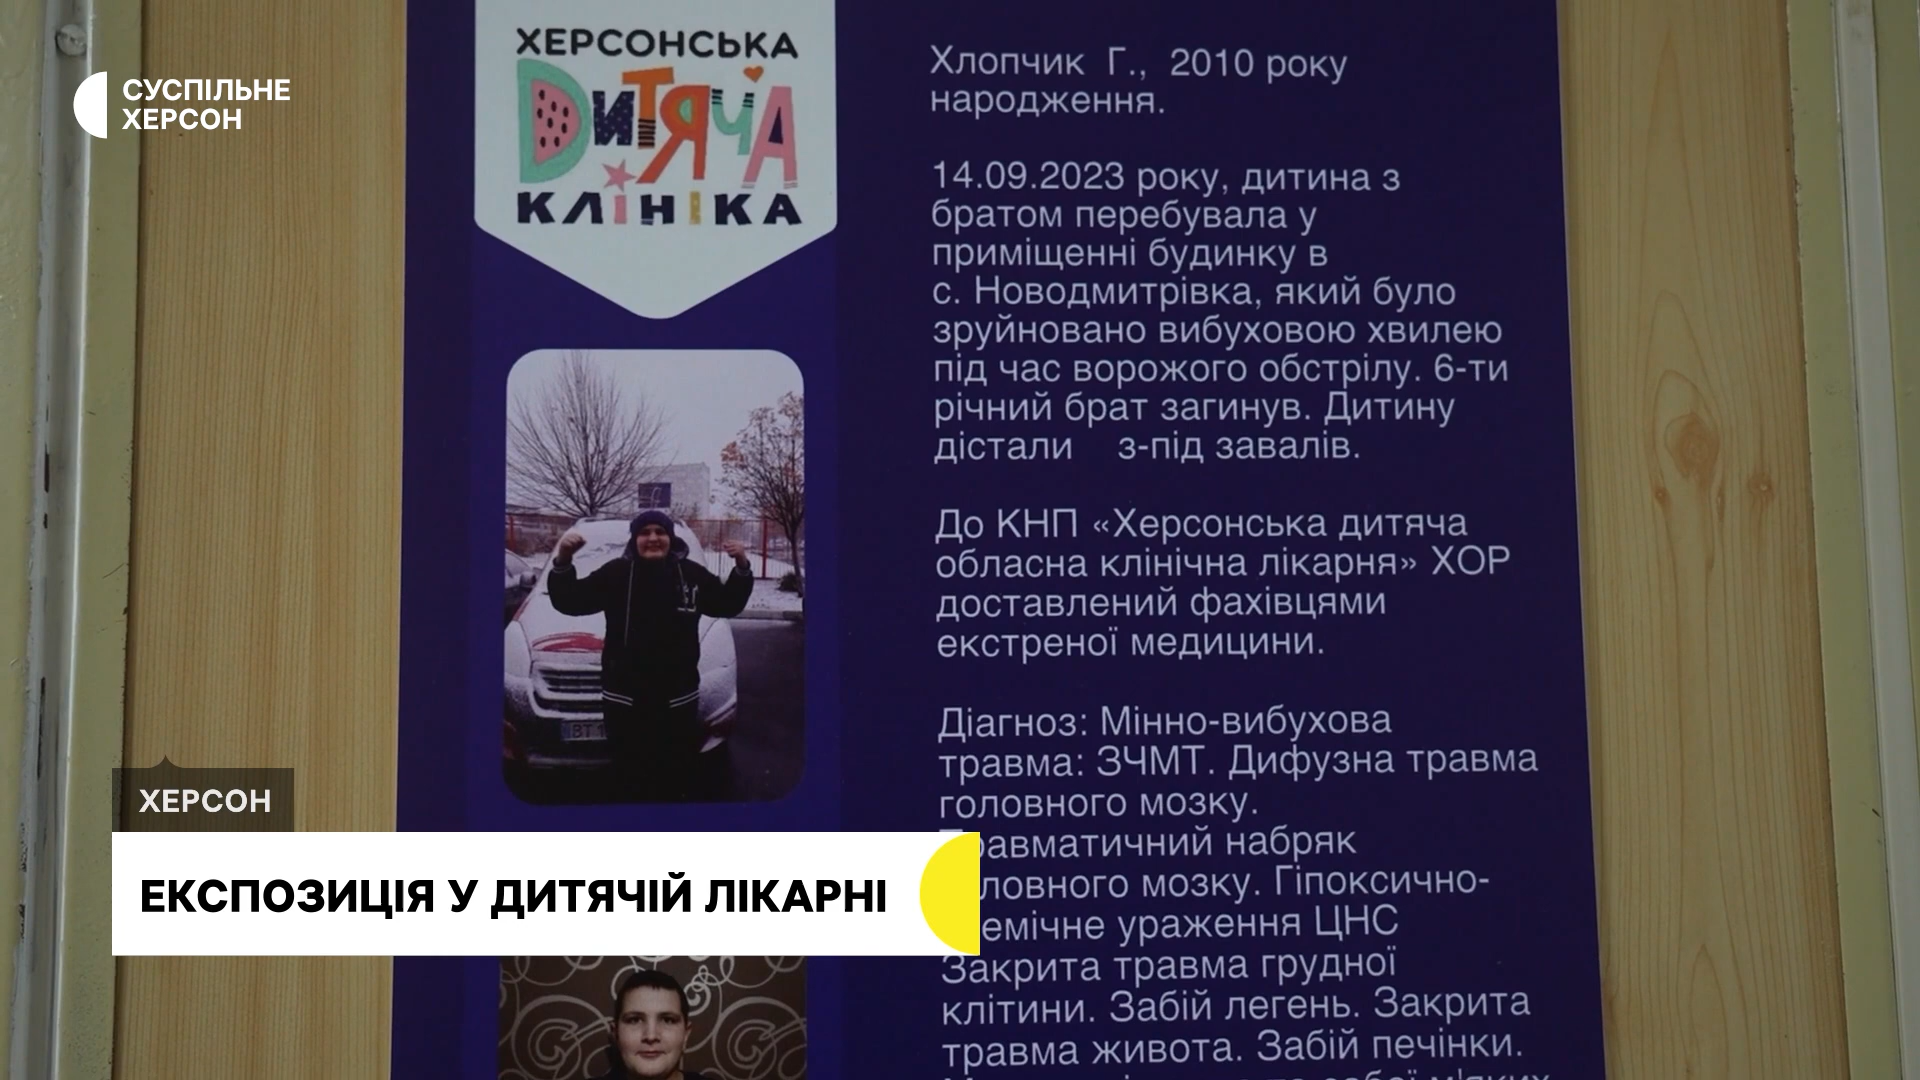 СУСПІЛЬНЕ
ХЕРСОН
ХЕРСОНСЬКА
ДИТЯЧА
КЛІНІКА
Хлопчик Г., 2010 року
народження.
14.09.2023 року, дитина з
братом перебувала у
приміщенні будинку в
с. Новодмитрівка, який було
зруйновано вибуховою хвилею
під час ворожого обстрілу. 6-ти
річний брат загинув. Дитину
дістали з-під завалів.
До КНП «Херсонська дитяча
обласна клінічна лікарня» ХОР
доставлений фахівцями
екстреної медицини.
Діагноз: Мінно-вибухова
травма: ЗЧМТ. Дифузна травма
головного мозку.
Травматичний набряк
головного мозку. Гіпоксично-
ураження ЦНС
Закрита травма грудної
клітини. Забій легень. Закрита
травма живота. Забій печінки.
BT
ХЕРСОН
ЕКСПОЗИЦІЯ У ДИТЯЧІЙ ЛІКАРНІ